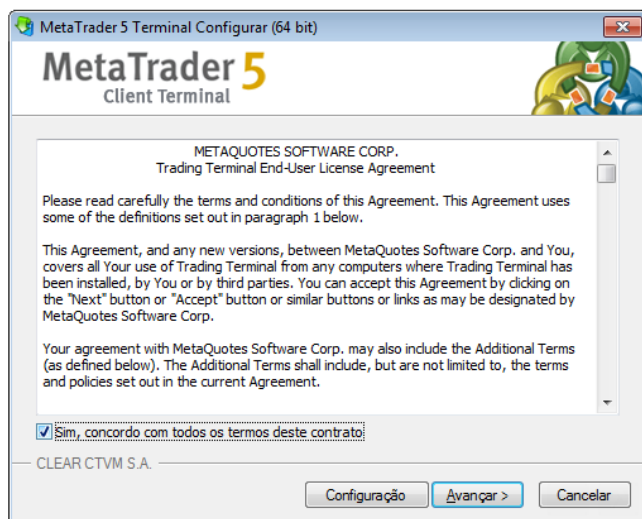 MetaTrader 5 Terminal Configurar (64 bit)
MetaTrader 5
Client Terminal
METAQUOTES SOFTWARE CORP.
Trading Terminal End-User License Agreement
Please read carefully the terms and conditions of this Agreement. This Agreement uses
some of the definitions set out in paragraph 1 below.
This Agreement, and any new versions, between MetaQuotes Software Corp. and You,
covers all Your use of Trading Terminal from any computers where Trading Terminal has
been installed, by You or by third parties. You can accept this Agreement by clicking on
the "Next" button or "Accept" button or similar buttons or links as may be designated by
MetaQuotes Software Corp.
Your agreement with MetaQuotes Software Corp. may also include the Additional Terms
(as defined below). The Additional Terms shall include, but are not limited to, the terms
and policies set out in the current Agreement.
Sim, concordo com todos os termos deste contrato
CLEAR CTVM S.A.
Configuração
Avançar >
Cancelar